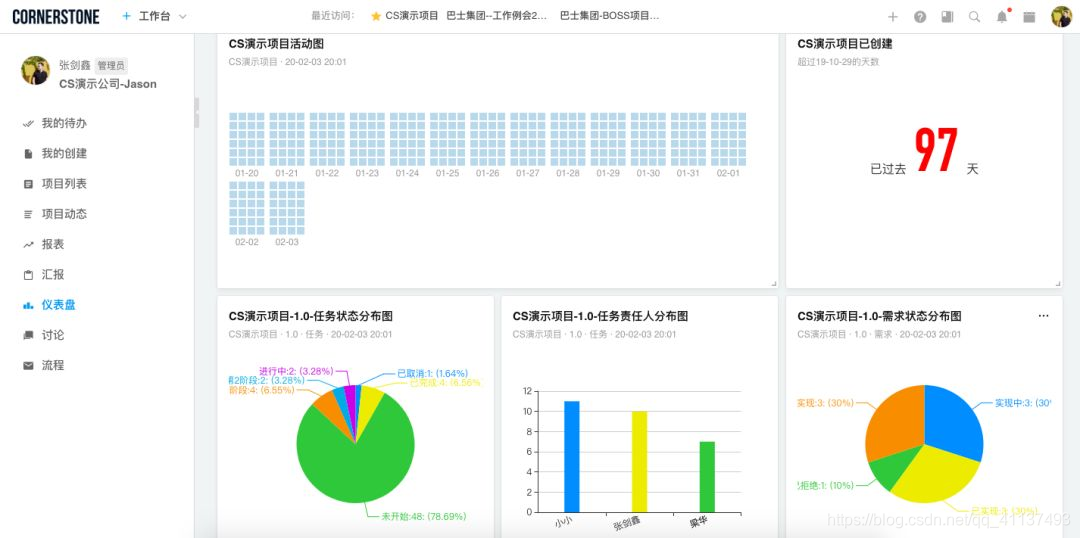 CORNERSTONE
+ 工作台
最近访问:
CS演示项目 巴士集团--工作例会2... 巴士集团-BOSS项目...
张剑鑫 管理员
CS演示公司-Jason
我的待办
我的创建
项目列表
项目动态
报表
汇报
仪表盘
讨论
流程
CS演示项目活动图
CS演示项目 · 20-02-03 20:01
01-20 01-21 01-22 01-23 01-24 01-25 01-26 01-27 01-28 01-29 01-30 01-31 02-01
02-02 02-03
CS演示项目已创建
超过19-10-29的天数
已过去 97 天
CS演示项目-1.0-任务状态分布图
CS演示项目 · 1.0 · 任务 · 20-02-03 20:01
进行中:2: (3.28%)
已取消:1: (1.64%)
2阶段:2: (3.28%)
已完成:4: (6.56%
阶段:4: (6.55%)
未开始:48: (78.69%)
CS演示项目-1.0-任务责任人分布图
CS演示项目 · 1.0 · 任务 · 20-02-03 20:01
12
10
8
6
4
2
0
小小 张剑鑫 梁华
CS演示项目-1.0-需求状态分布图
CS演示项目 · 1.0 · 需求 · 20-02-03 20:01
实现:3: (30%)
实现中:3: (30
拒绝:1: (10%)
已实现:3: (30%)
https://blog.csdn.net/qq_41137493